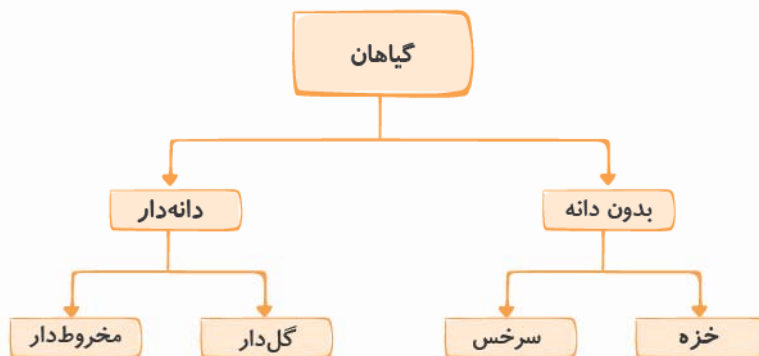 گیاهان
بدون دانه
دانه‌دار
خزه
سرخس
گل‌دار
مخروط‌دار